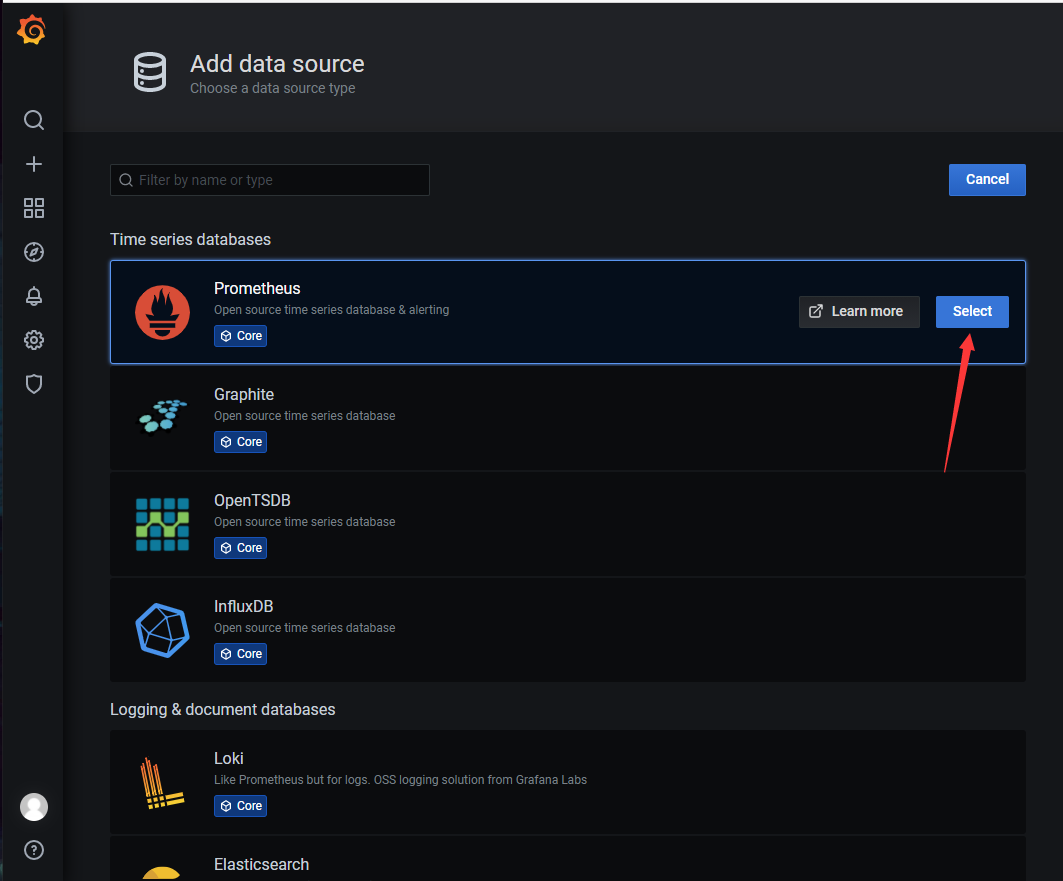 Add data source
Choose a data source type
Filter by name or type
Cancel
Time series databases
Prometheus
Open source time series database & alerting
Core
Learn more
Select
Graphite
Open source time series database
Core
OpenTSDB
Open source time series database
Core
InfluxDB
Open source time series database
Core
Logging & document databases
Loki
Like Prometheus but for logs. OSS logging solution from Grafana Labs
Core
Elasticsearch